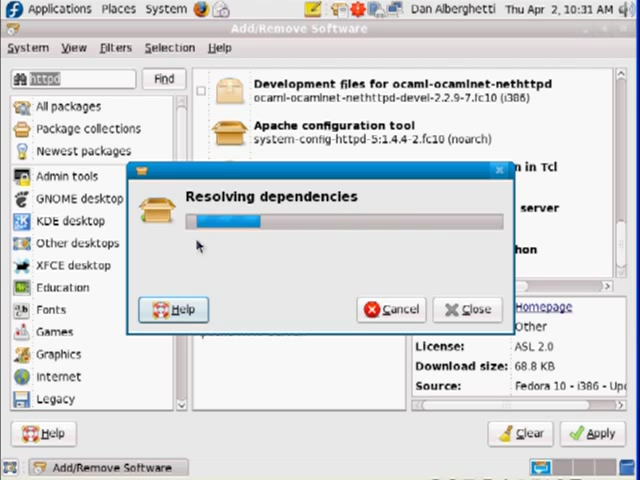 Applications Places System Dan Alberghetti Thu Apr 2, 10:31 AM
Add/Remove Software
System View Filters Selection Help
httpd Find
All packages
Package collections
Newest packages
Admin tools
GNOME desktop
KDE desktop
Other desktops
XFCE desktop
Education
Fonts
Games
Graphics
Internet
Legacy
Development files for ocaml-ocamlnet-nethttpd
ocaml-ocamlnet-nethttpd-devel-2.2.9-7.fc10 (i386)
Apache configuration tool
system-config-httpd-5:1.4.4-2.fc10 (noarch)
n in Tcl
server
hon
Resolving dependencies
Help Cancel Close
Homepage
Other
License: ASL 2.0
Download size: 68.8 KB
Source: Fedora 10 - i386 - Upd
Help Clear Apply
Add/Remove Software